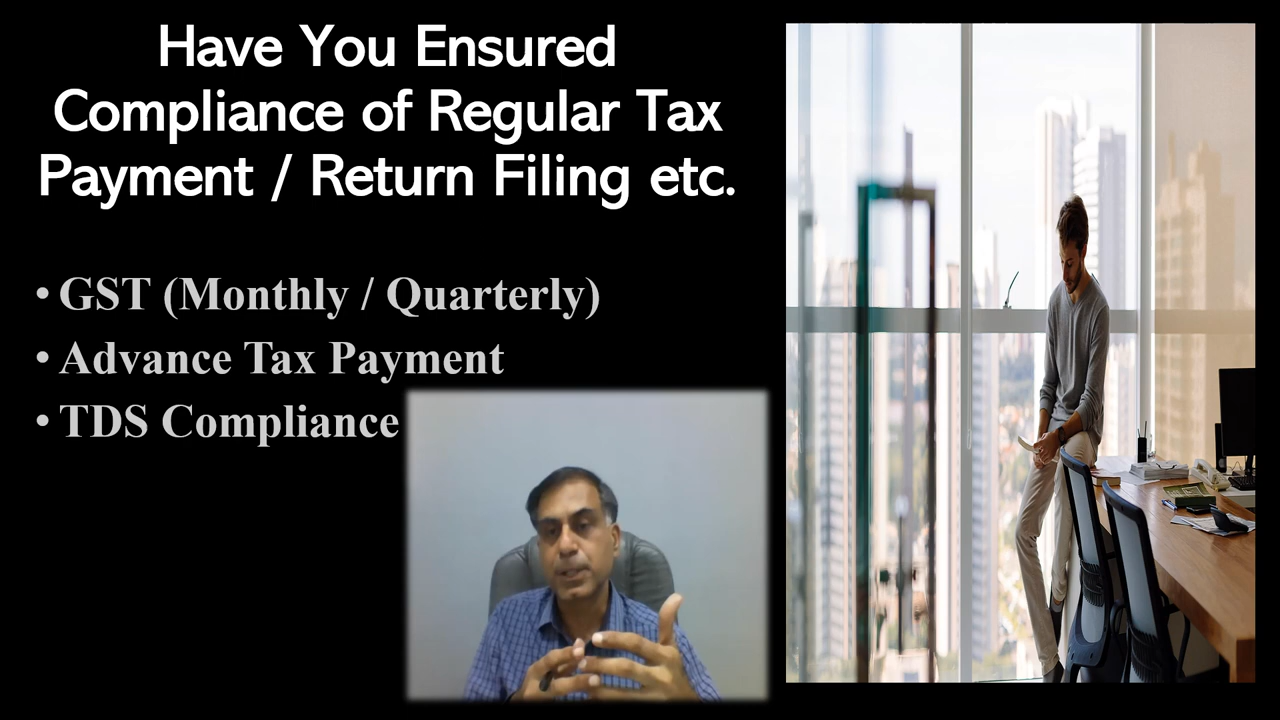 Have You Ensured
Compliance of Regular Tax
Payment / Return Filing etc.
• GST (Monthly / Quarterly)
• Advance Tax Payment
• TDS Compliance